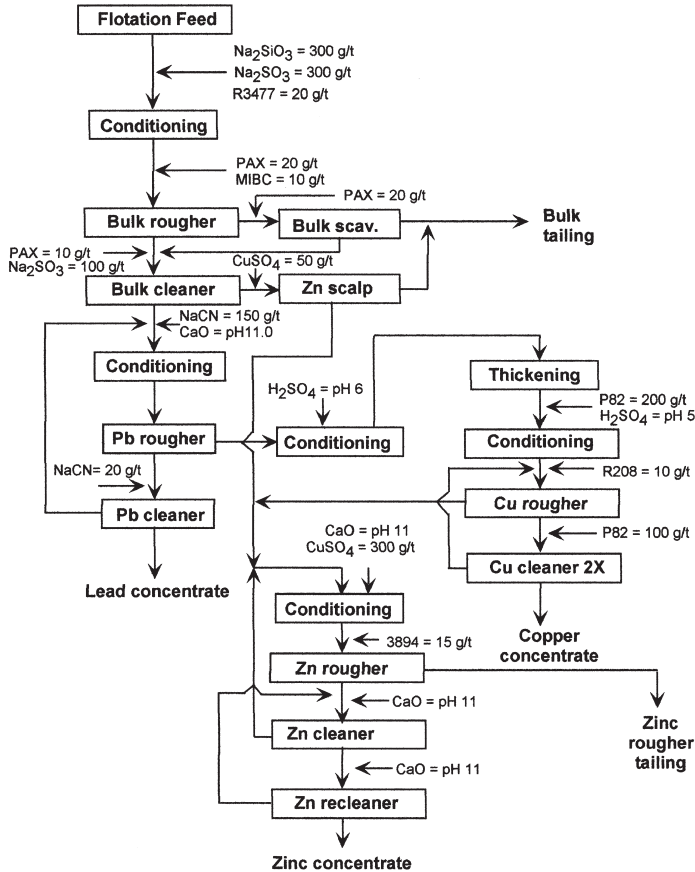 Flotation Feed
Na2SiO3 = 300 g/t
Na2SO3 = 300 g/t
R3477 = 20 g/t
Conditioning
PAX = 20 g/t
MIBC = 10 g/t
PAX = 20 g/t
Bulk rougher
Bulk scav.
Bulk
tailing
PAX = 10 g/t
Na2SO3 = 100 g/t
CuSO4 = 50 g/t
Bulk cleaner
Zn scalp
NaCN = 150 g/t
CaO = pH11.0
Conditioning
Thickening
H2SO4 = pH 6
P82 = 200 g/t
H2SO4 = pH 5
Pb rougher
Conditioning
Conditioning
NaCN= 20 g/t
R208 = 10 g/t
Pb cleaner
Cu rougher
CaO = pH 11
CuSO4 = 300 g/t
P82 = 100 g/t
Lead concentrate
Cu cleaner 2X
Conditioning
Copper
concentrate
3894 = 15 g/t
Zn rougher
CaO = pH 11
Zinc
rougher
tailing
Zn cleaner
CaO = pH 11
Zn recleaner
Zinc concentrate